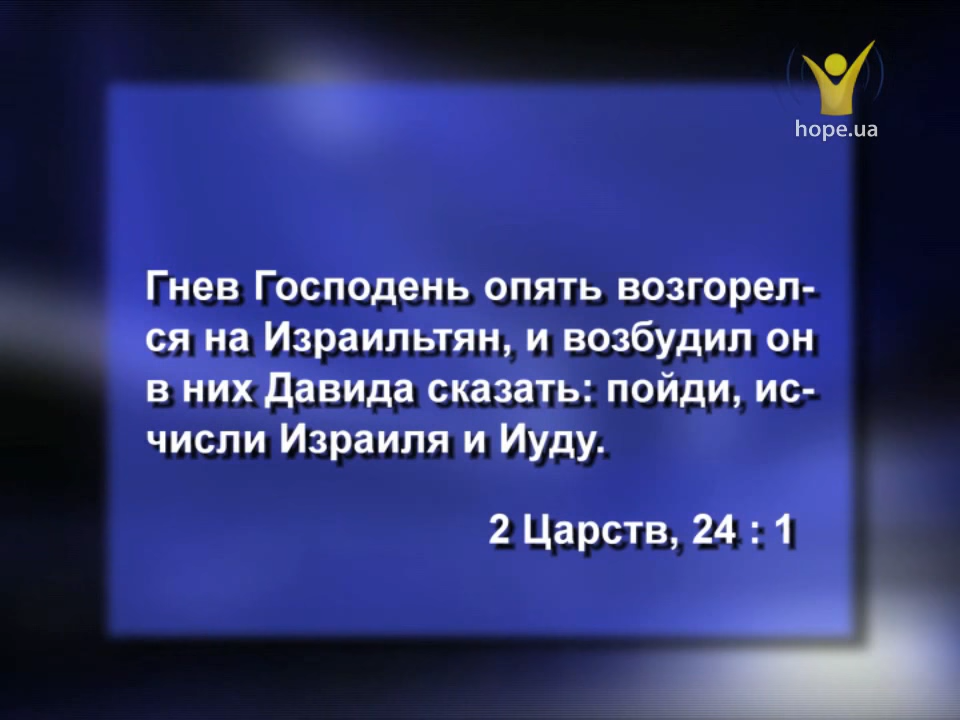 hope.ua
Гнев Господень опять возгорел-
ся на Израильтян, и возбудил он
в них Давида сказать: пойди, ис-
числи Израиля и Иуду.
2 Царств, 24 : 1